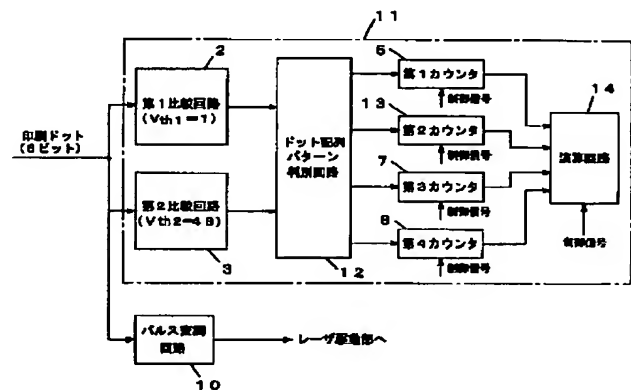 11
2
第1比較回路
(Vth1=1)
印刷ドット
(6ビット)
第2比較回路
(Vth2=48)
3
ドット配列
パターン
判別回路
12
5
第1カウンタ
制御信号
13
第2カウンタ
制御信号
7
第3カウンタ
制御信号
8
第4カウンタ
制御信号
14
演算回路
制御信号
パルス変調
回路
レーザ駆動部へ
10